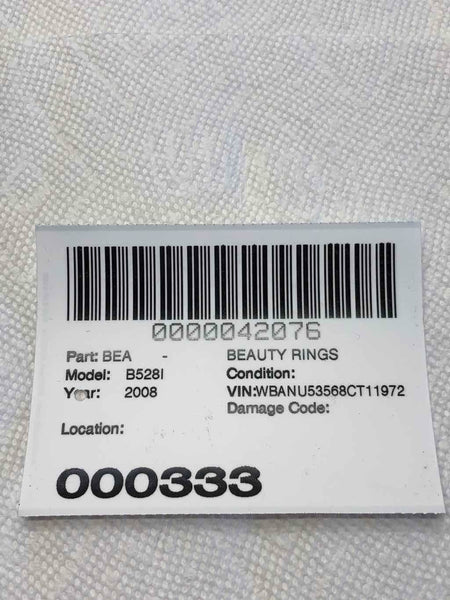 0000042076
Part: BEA - BEAUTY RINGS
Model: B528I Condition:
Year: 2008 VIN:WBANU53568CT11972
Damage Code:
Location:
000333